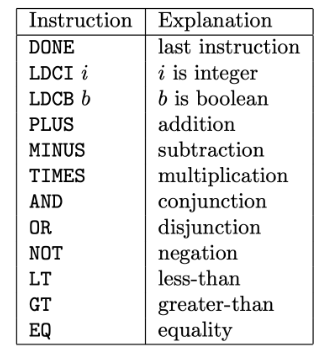 Instruction Explanation
DONE last instruction
LDCI i i is integer
LDCB b b is boolean
PLUS addition
MINUS subtraction
TIMES multiplication
AND conjunction
OR disjunction
NOT negation
LT less-than
GT greater-than
EQ equality